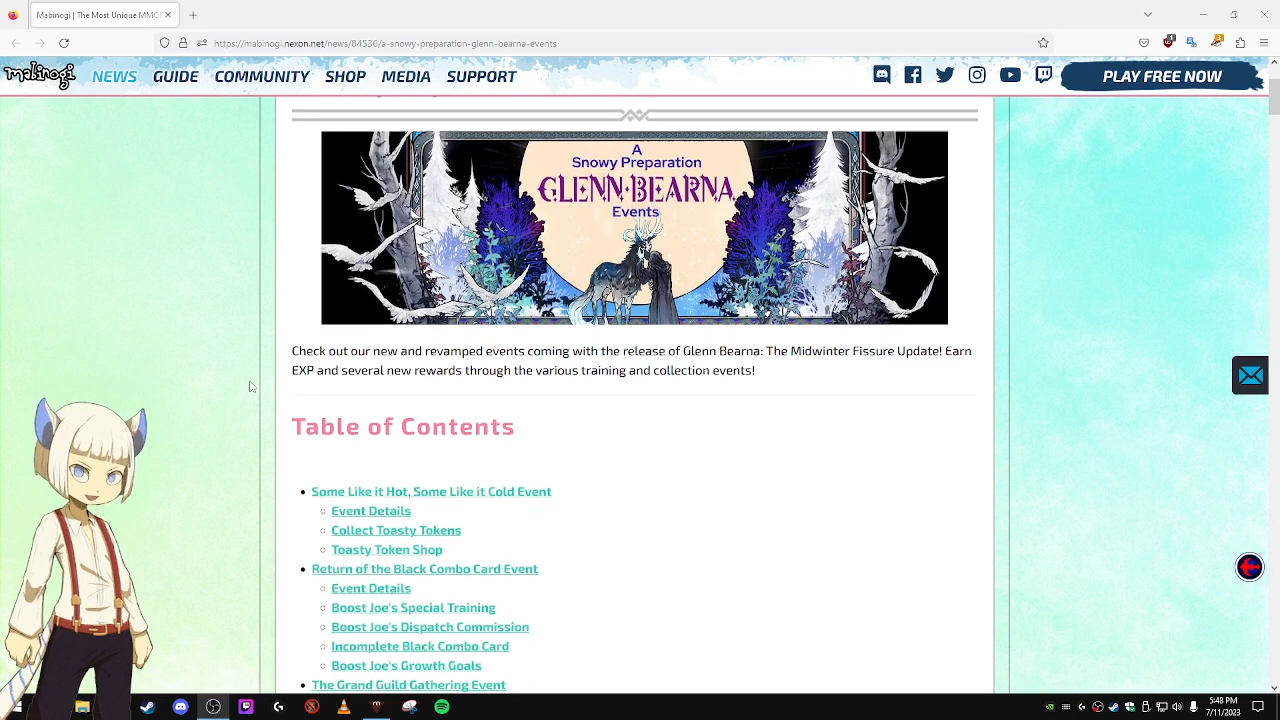 Mabinogi | The Most Unique MMO
https://mabinogi.nexon.net/news/84536/a-snowy-preparation-glenn-bearna-events
mabinogi NEWS GUIDE COMMUNITY SHOP MEDIA SUPPORT PLAY FREE NOW
A
Snowy Preparation
GLENN·BEARNA
Events
Check out our new and revamped events coming with the release of Glenn Bearna: The Midwinter Fissure Update! Earn
EXP and several new rewards through the various training and collection events!
Table of Contents
Some Like it Hot, Some Like it Cold Event
Event Details
Collect Toasty Tokens
Toasty Token Shop
Return of the Black Combo Card Event
Event Details
Boost Joe's Special Training
Boost Joe's Dispatch Commission
Incomplete Black Combo Card
Boost Joe's Growth Goals
The Grand Guild Gathering Event
5:48 PM
7/11/2023